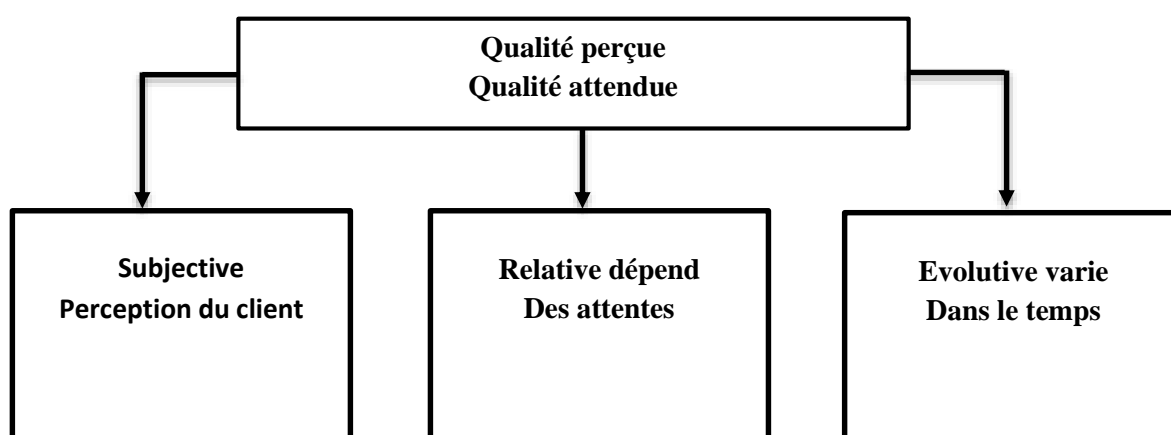 Qualité perçue
Qualité attendue
Subjective
Perception du client
Relative dépend
Des attentes
Evolutive varie
Dans le temps